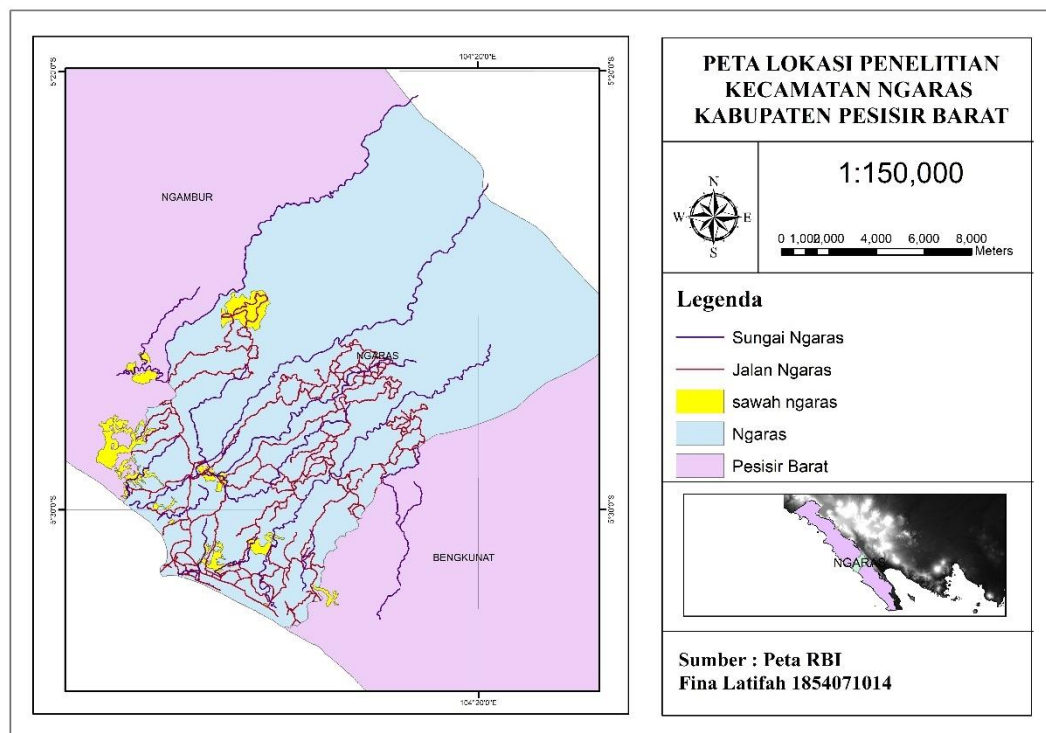 104°20'0"E
5°20'0"S
5°20'0"S
NGAMBUR
NGARAS
5°30'0"S
5°30'0"S
BENGKUNAT
104°20'0"E
PETA LOKASI PENELITIAN
KECAMATAN NGARAS
KABUPATEN PESISIR BARAT
N
W E
S
1:150,000
0 1,000 2,000 4,000 6,000 8,000
Meters
Legenda
Sungai Ngaras
Jalan Ngaras
sawah ngaras
Ngaras
Pesisir Barat
NGARAS
Sumber : Peta RBI
Fina Latifah 1854071014